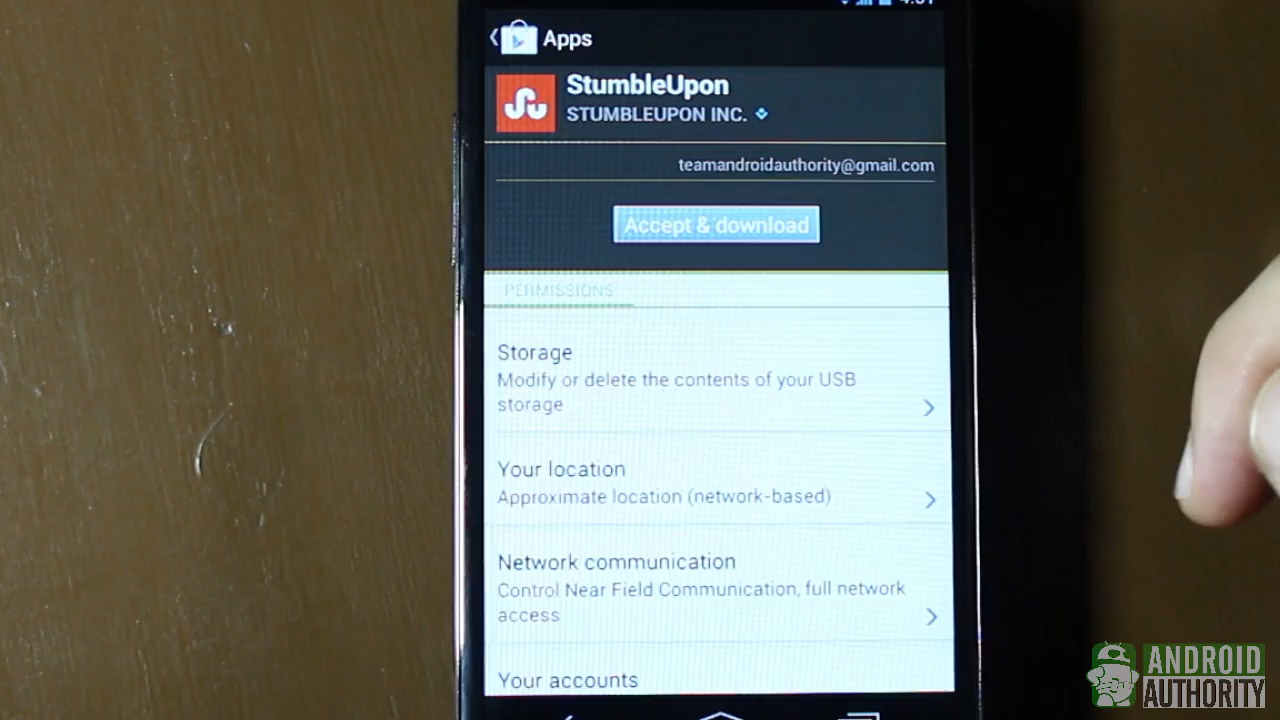 Apps
StumbleUpon
STUMBLEUPON INC.
teamandroidauthority@gmail.com
Accept & download
PERMISSIONS
Storage
Modify or delete the contents of your USB
storage
Your location
Approximate location (network-based)
Network communication
Control Near Field Communication, full network
access
Your accounts
ANDROID
AUTHORITY